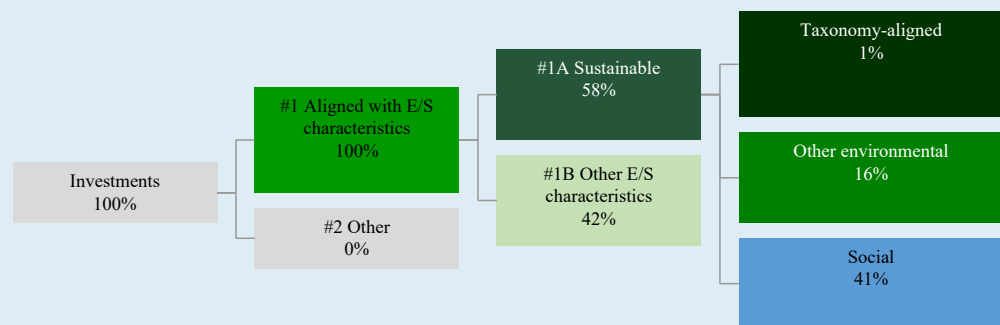 Investments
100%
#1 Aligned with E/S
characteristics
100%
#2 Other
0%
#1A Sustainable
58%
#1B Other E/S
characteristics
42%
Taxonomy-aligned
1%
Other environmental
16%
Social
41%